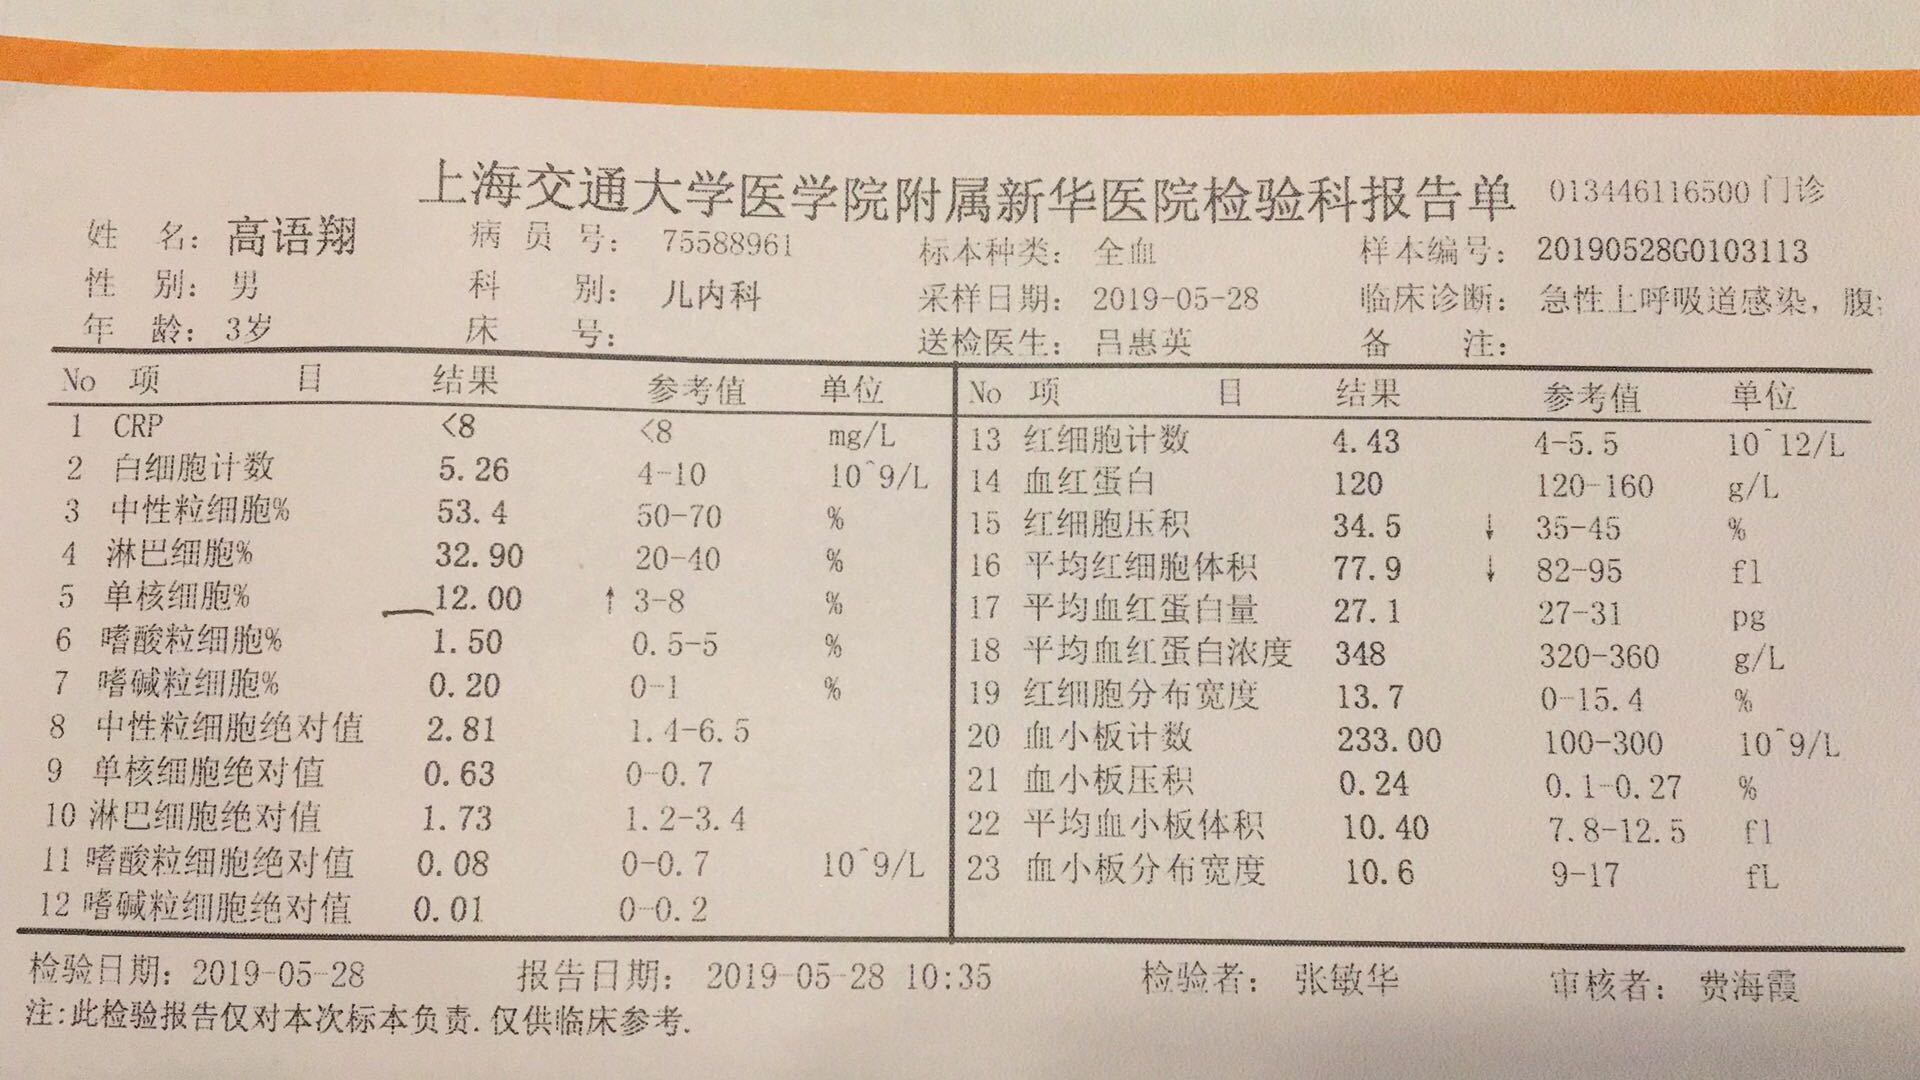 上海交通大学医学院附属新华医院检验科报告单 013446116500 门诊
姓 名: 高语翔 病 员 号: 75588961 标本种类: 全血 样本编号: 20190528G0103113
性 别: 男 科 别: 儿内科 采样日期: 2019-05-28 临床诊断: 急性上呼吸道感染, 腹
年 龄: 3岁 床 号: 送检医生: 吕惠英 备 注:
No 项 目 结果 参考值 单位 No 项 目 结果 参考值 单位
1 CRP <8 <8 mg/L 13 红细胞计数 4.43 4-5.5 10^12/L
2 白细胞计数 5.26 4-10 10^9/L 14 血红蛋白 120 120-160 g/L
3 中性粒细胞% 53.4 50-70 % 15 红细胞压积 34.5 ↓ 35-45 %
4 淋巴细胞% 32.90 20-40 % 16 平均红细胞体积 77.9 ↓ 82-95 fl
5 单核细胞% 12.00 ↑ 3-8 % 17 平均血红蛋白量 27.1 27-31 pg
6 嗜酸粒细胞% 1.50 0.5-5 % 18 平均血红蛋白浓度 348 320-360 g/L
7 嗜碱粒细胞% 0.20 0-1 % 19 红细胞分布宽度 13.7 0-15.4 %
8 中性粒细胞绝对值 2.81 1.4-6.5 20 血小板计数 233.00 100-300 10^9/L
9 单核细胞绝对值 0.63 0-0.7 21 血小板压积 0.24 0.1-0.27 %
10 淋巴细胞绝对值 1.73 1.2-3.4 22 平均血小板体积 10.40 7.8-12.5 fl
11 嗜酸粒细胞绝对值 0.08 0-0.7 10^9/L 23 血小板分布宽度 10.6 9-17 fL
12 嗜碱粒细胞绝对值 0.01 0-0.2
检验日期: 2019-05-28 报告日期: 2019-05-28 10:35 检验者: 张敏华 审核者: 费海霞
注:此检验报告仅对本次标本负责.仅供临床参考.